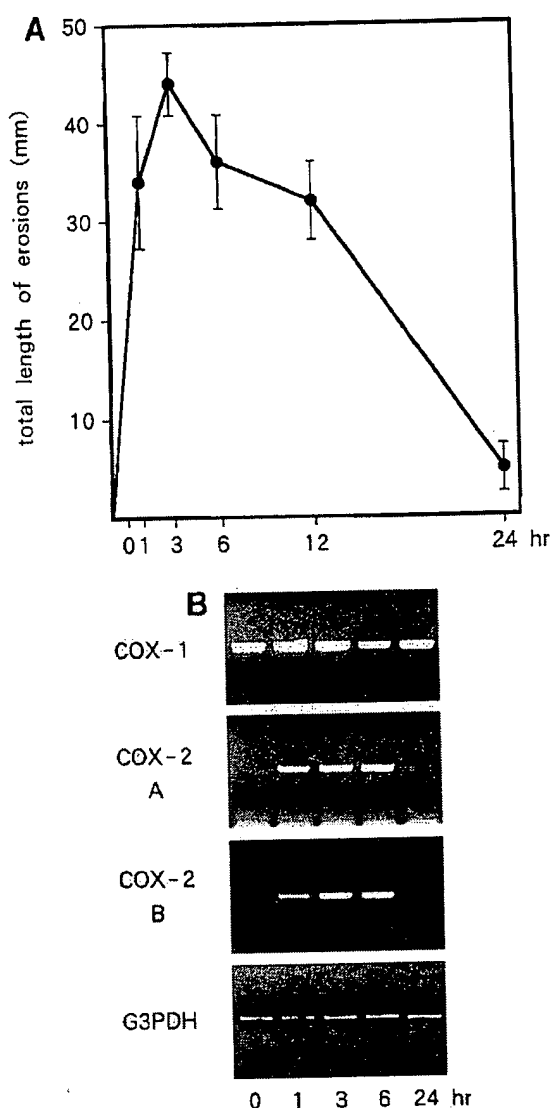 A
50
40
30
20
10
total length of erosions (mm)
0 1 3 6 12 24 hr
B
COX-1
COX-2
A
COX-2
B
G3PDH
0 1 3 6 24 hr